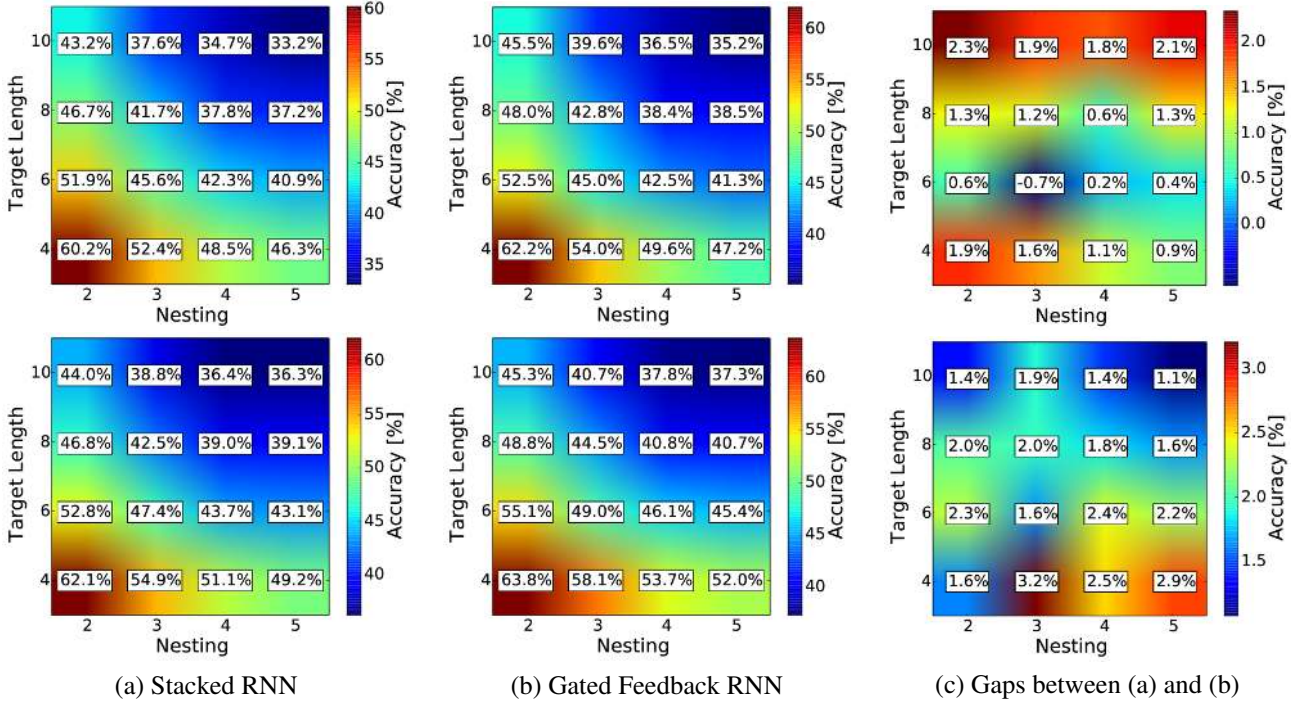 10 43.2% 37.6% 34.7% 33.2%
8 46.7% 41.7% 37.8% 37.2%
6 51.9% 45.6% 42.3% 40.9%
4 60.2% 52.4% 48.5% 46.3%
2 3 4 5
Nesting
Target Length
60
55
50
45
40
35
Accuracy [%]
10 45.5% 39.6% 36.5% 35.2%
8 48.0% 42.8% 38.4% 38.5%
6 52.5% 45.0% 42.5% 41.3%
4 62.2% 54.0% 49.6% 47.2%
2 3 4 5
Nesting
Target Length
60
55
50
45
40
Accuracy [%]
10 2.3% 1.9% 1.8% 2.1%
8 1.3% 1.2% 0.6% 1.3%
6 0.6% -0.7% 0.2% 0.4%
4 1.9% 1.6% 1.1% 0.9%
2 3 4 5
Nesting
Target Length
2.0
1.5
1.0
0.5
0.0
Accuracy [%]
10 44.0% 38.8% 36.4% 36.3%
8 46.8% 42.5% 39.0% 39.1%
6 52.8% 47.4% 43.7% 43.1%
4 62.1% 54.9% 51.1% 49.2%
2 3 4 5
Nesting
Target Length
60
55
50
45
40
Accuracy [%]
10 45.3% 40.7% 37.8% 37.3%
8 48.8% 44.5% 40.8% 40.7%
6 55.1% 49.0% 46.1% 45.4%
4 63.8% 58.1% 53.7% 52.0%
2 3 4 5
Nesting
Target Length
60
55
50
45
40
Accuracy [%]
10 1.4% 1.9% 1.4% 1.1%
8 2.0% 2.0% 1.8% 1.6%
6 2.3% 1.6% 2.4% 2.2%
4 1.6% 3.2% 2.5% 2.9%
2 3 4 5
Nesting
Target Length
3.0
2.5
2.0
1.5
Accuracy [%]
(a) Stacked RNN
(b) Gated Feedback RNN
(c) Gaps between (a) and (b)